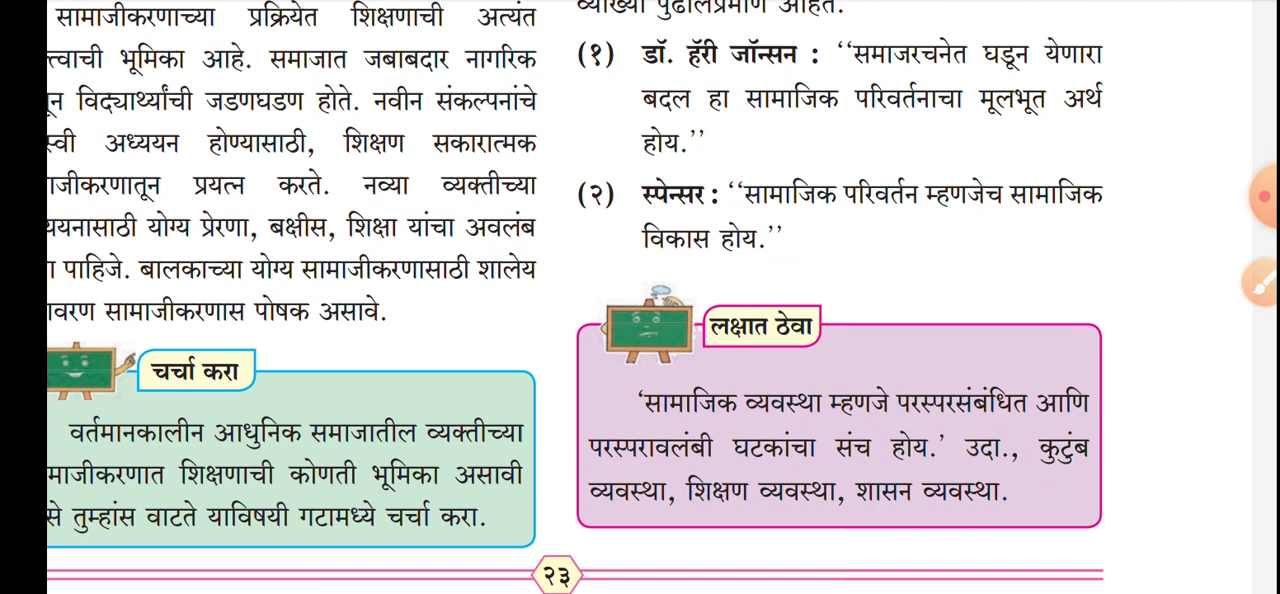 सामाजीकरणाच्या प्रक्रियेत शिक्षणाची अत्यंत
त्त्वाची भूमिका आहे. समाजात जबाबदार नागरिक
विद्यार्थ्यांची जडणघडण होते. नवीन संकल्पनांचे
स्वी अध्ययन होण्यासाठी, शिक्षण सकारात्मक
ाजीकरणातून प्रयत्न करते. नव्या व्यक्तीच्या
ययनासाठी योग्य प्रेरणा, बक्षीस, शिक्षा यांचा अवलंब
पाहिजे. बालकाच्या योग्य सामाजीकरणासाठी शालेय
ावरण सामाजीकरणास पोषक असावे.
चर्चा करा
वर्तमानकालीन आधुनिक समाजातील व्यक्तीच्या
माजीकरणात शिक्षणाची कोणती भूमिका असावी
से तुम्हांस वाटते याविषयी गटामध्ये चर्चा करा.
व्याख्या पुढीलप्रमाणे आहेत.
(१) डॉ. हॅरी जॉन्सन : ‘‘समाजरचनेत घडून येणारा
बदल हा सामाजिक परिवर्तनाचा मूलभूत अर्थ
होय.’’
(२) स्पेन्सर : ‘‘सामाजिक परिवर्तन म्हणजेच सामाजिक
विकास होय.’’
लक्षात ठेवा
‘सामाजिक व्यवस्था म्हणजे परस्परसंबंधित आणि
परस्परावलंबी घटकांचा संच होय.’ उदा., कुटुंब
व्यवस्था, शिक्षण व्यवस्था, शासन व्यवस्था.
२३